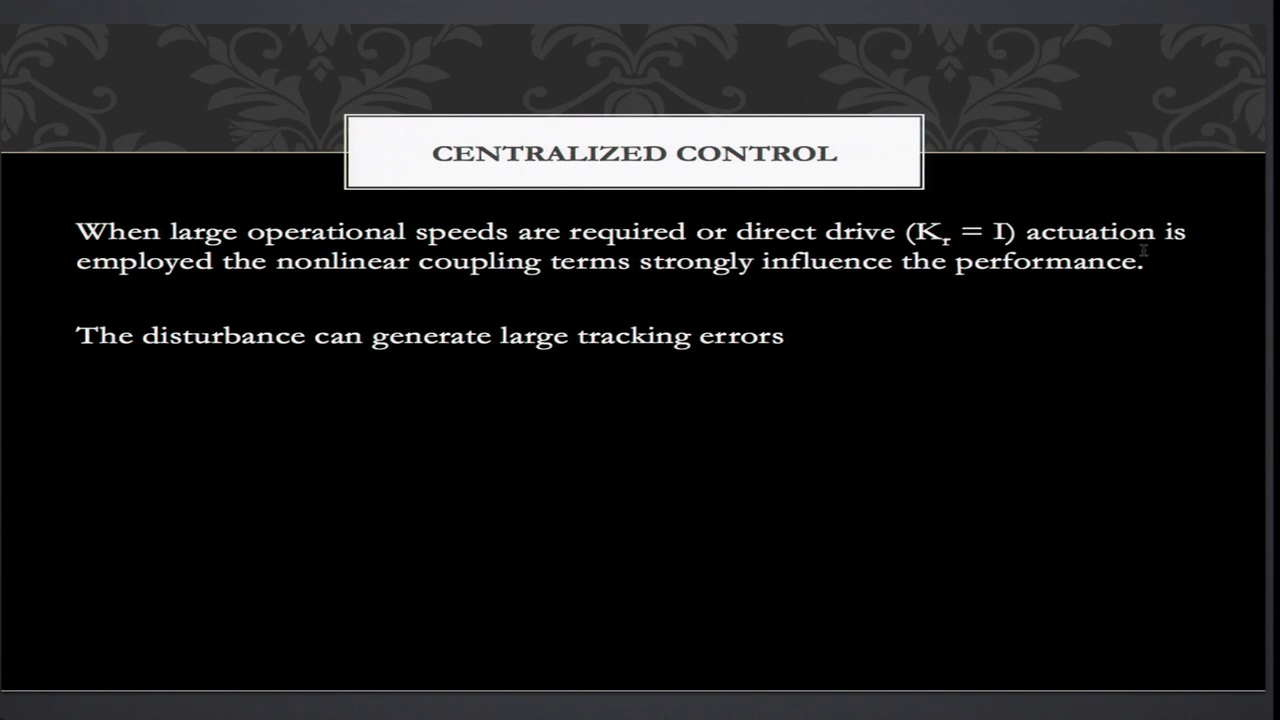 CENTRALIZED CONTROL
When large operational speeds are required or direct drive (Kr = I) actuation is
employed the nonlinear coupling terms strongly influence the performance.
The disturbance can generate large tracking errors